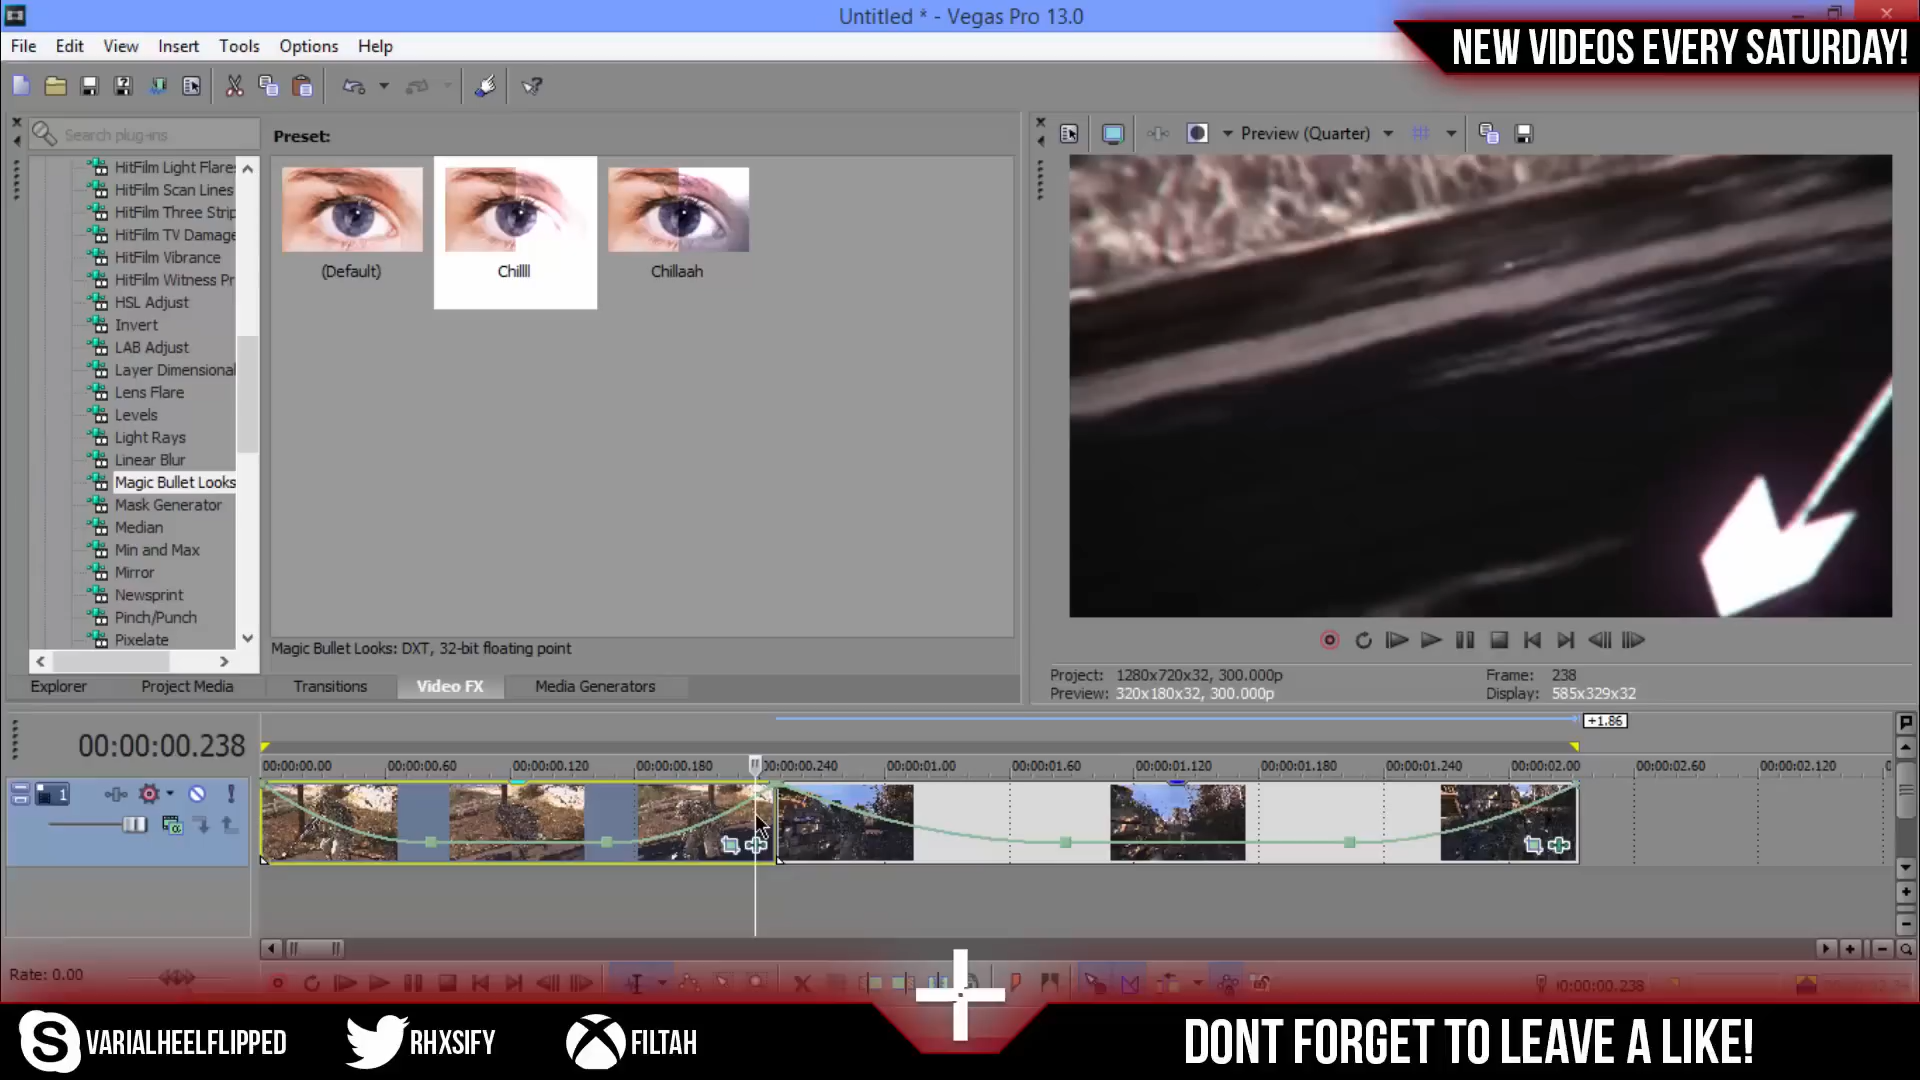 Untitled * - Vegas Pro 13.0
File Edit View Insert Tools Options Help
NEW VIDEOS EVERY SATURDAY!
Search plug-ins
Preset:
Preview (Quarter)
HitFilm Light Flares
HitFilm Scan Lines
HitFilm Three Strip
HitFilm TV Damage
HitFilm Vibrance
HitFilm Witness Pr
HSL Adjust
Invert
LAB Adjust
Layer Dimensional
Lens Flare
Levels
Light Rays
Linear Blur
Magic Bullet Looks
Mask Generator
Median
Min and Max
Mirror
Newsprint
Pinch/Punch
Pixelate
(Default) Chillll Chillaah
Magic Bullet Looks: DXT, 32-bit floating point
Explorer Project Media Transitions Video FX Media Generators
Project: 1280x720x32, 300.000p Frame: 238
Preview: 320x180x32, 300.000p Display: 585x329x32
+1.86
00:00:00.238
00:00:00.00 00:00:00.60 00:00:00.120 00:00:00.180 00:00:00.240 00:00:01.00 00:00:01.60 00:00:01.120 00:00:01.180 00:00:01.240 00:00:02.00 00:00:02.60 00:00:02.120
1
Rate: 0.00
00:00:00.238
VARIALHEELFLIPPED RHXSIFY FILTAH
DONT FORGET TO LEAVE A LIKE!